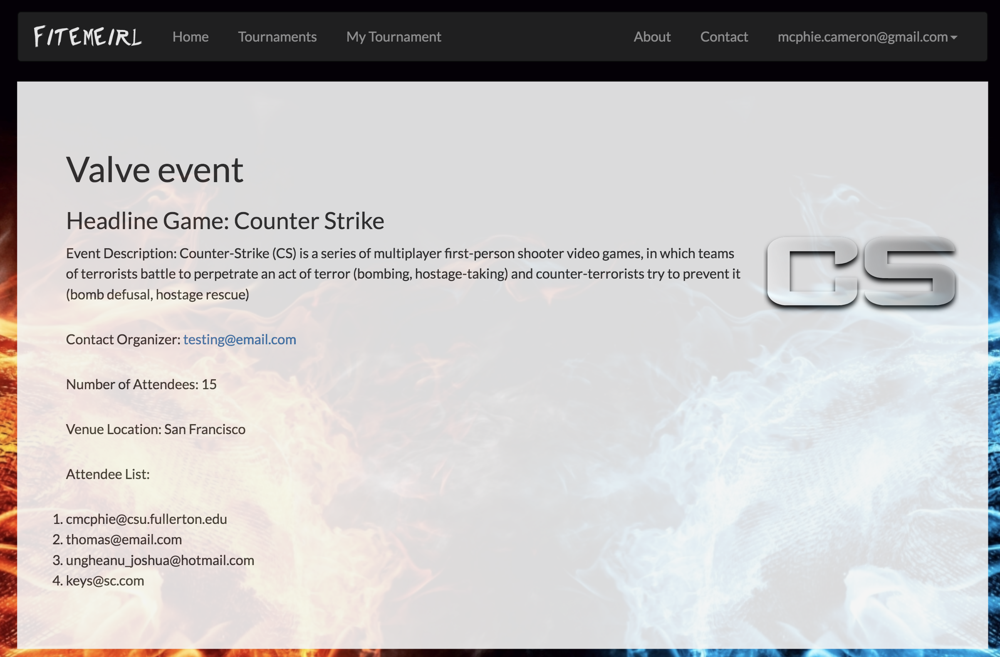 FITEMEIRL Home Tournaments My Tournament About Contact mcphie.cameron@gmail.com
Valve event
Headline Game: Counter Strike
Event Description: Counter-Strike (CS) is a series of multiplayer first-person shooter video games, in which teams
of terrorists battle to perpetrate an act of terror (bombing, hostage-taking) and counter-terrorists try to prevent it
(bomb defusal, hostage rescue)
CS
Contact Organizer: testing@email.com
Number of Attendees: 15
Venue Location: San Francisco
Attendee List:
1. cmcphie@csu.fullerton.edu
2. thomas@email.com
3. ungheanu_joshua@hotmail.com
4. keys@sc.com